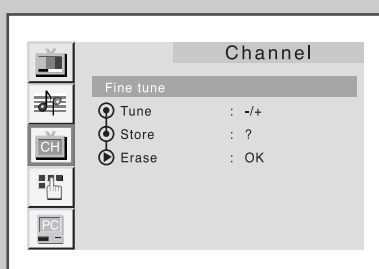 Channel
Fine tune
Tune : -/+
Store : ?
CH
Erase : OK
PC